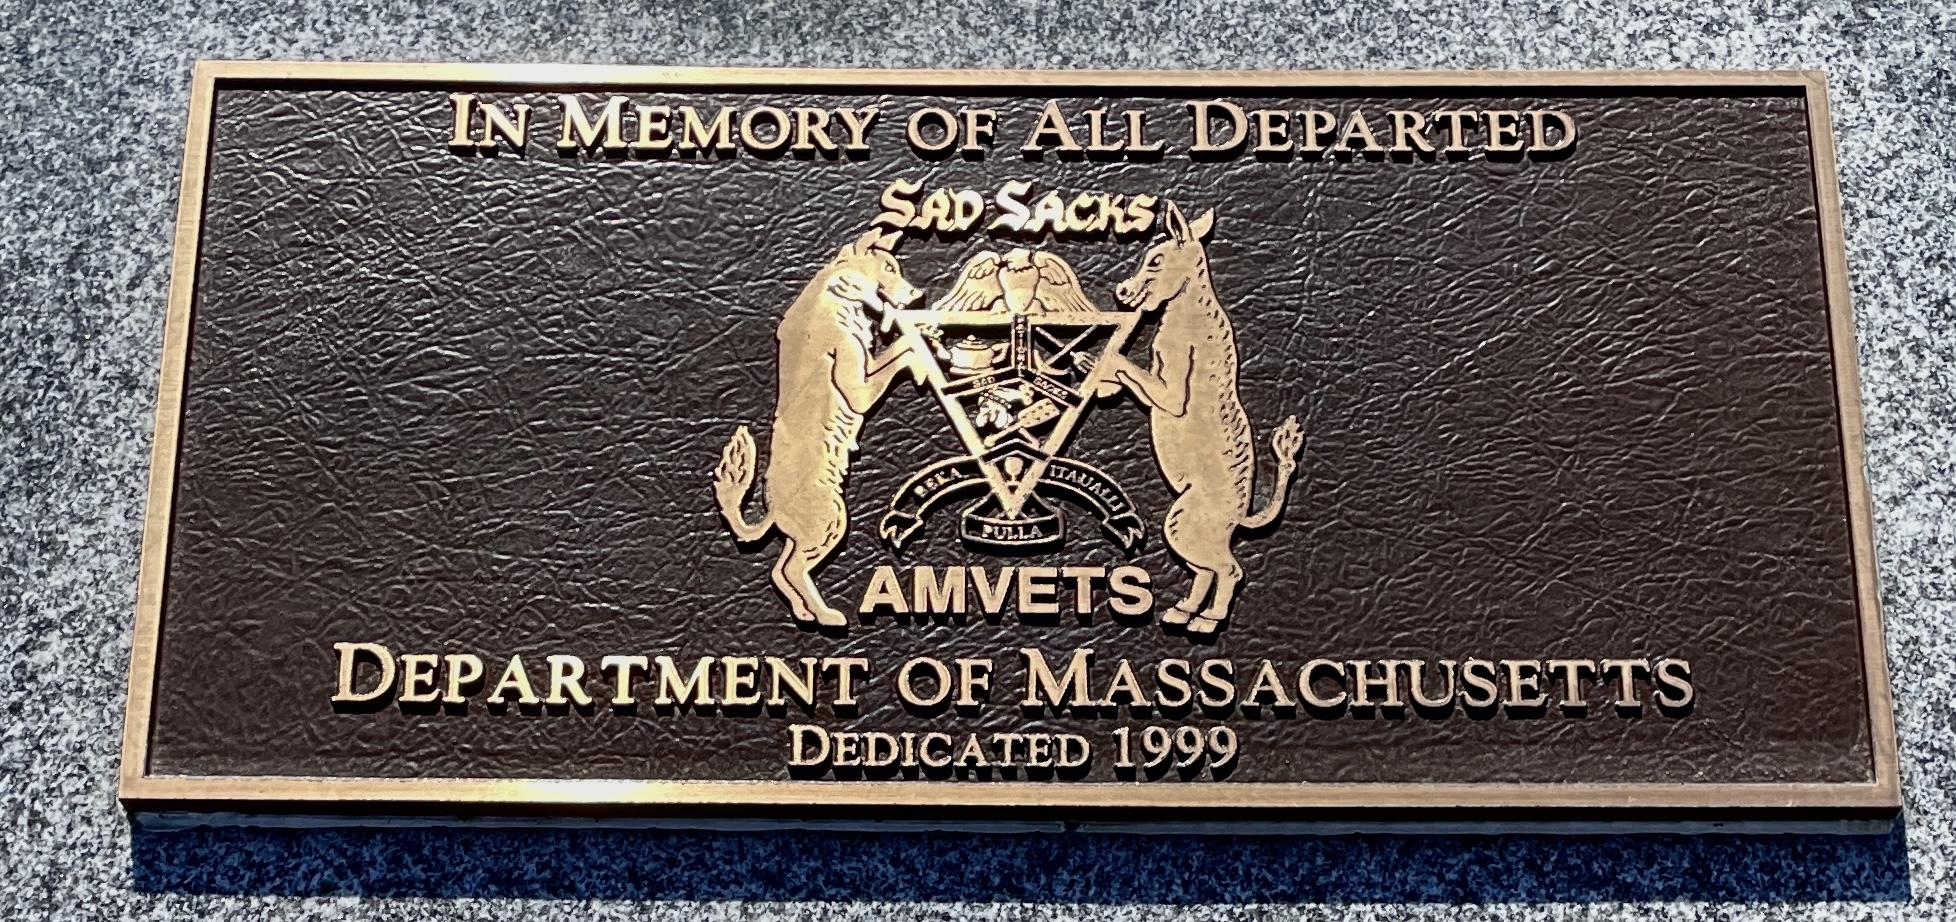 IN MEMORY OF ALL DEPARTED
SAD SACKS
SAD SACKS
PULLA
AMVETS
DEPARTMENT OF MASSACHUSETTS
DEDICATED 1999